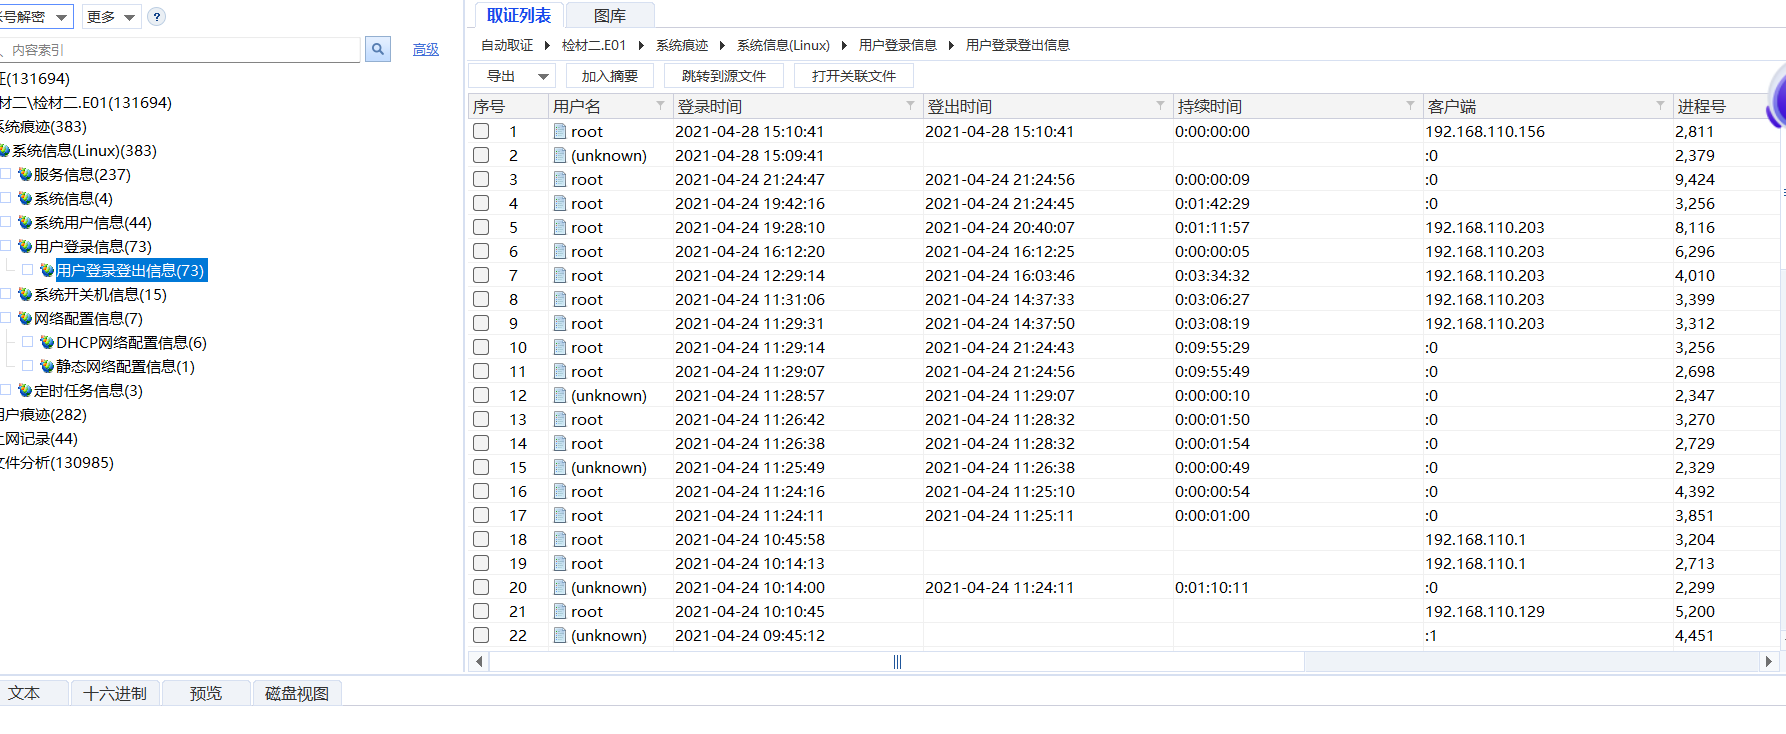 长号解密 更多 ?
内容索引 高级
证(131694)
材二\检材二.E01(131694)
系统痕迹(383)
系统信息(Linux)(383)
服务信息(237)
系统信息(4)
系统用户信息(44)
用户登录信息(73)
用户登录登出信息(73)
系统开关机信息(15)
网络配置信息(7)
DHCP网络配置信息(6)
静态网络配置信息(1)
定时任务信息(3)
用户痕迹(282)
上网记录(44)
文件分析(130985)
取证列表 图库
自动取证 检材二.E01 系统痕迹 系统信息(Linux) 用户登录信息 用户登录登出信息
导出 加入摘要 跳转到源文件 打开关联文件
序号 用户名 登录时间 登出时间 持续时间 客户端 进程号
1 root 2021-04-28 15:10:41 2021-04-28 15:10:41 0:00:00:00 192.168.110.156 2,811
2 (unknown) 2021-04-28 15:09:41 :0 2,379
3 root 2021-04-24 21:24:47 2021-04-24 21:24:56 0:00:00:09 :0 9,424
4 root 2021-04-24 19:42:16 2021-04-24 21:24:45 0:01:42:29 :0 3,256
5 root 2021-04-24 19:28:10 2021-04-24 20:40:07 0:01:11:57 192.168.110.203 8,116
6 root 2021-04-24 16:12:20 2021-04-24 16:12:25 0:00:00:05 192.168.110.203 6,296
7 root 2021-04-24 12:29:14 2021-04-24 16:03:46 0:03:34:32 192.168.110.203 4,010
8 root 2021-04-24 11:31:06 2021-04-24 14:37:33 0:03:06:27 192.168.110.203 3,399
9 root 2021-04-24 11:29:31 2021-04-24 14:37:50 0:03:08:19 192.168.110.203 3,312
10 root 2021-04-24 11:29:14 2021-04-24 21:24:43 0:09:55:29 :0 3,256
11 root 2021-04-24 11:29:07 2021-04-24 21:24:56 0:09:55:49 :0 2,698
12 (unknown) 2021-04-24 11:28:57 2021-04-24 11:29:07 0:00:00:10 :0 2,347
13 root 2021-04-24 11:26:42 2021-04-24 11:28:32 0:00:01:50 :0 3,270
14 root 2021-04-24 11:26:38 2021-04-24 11:28:32 0:00:01:54 :0 2,729
15 (unknown) 2021-04-24 11:25:49 2021-04-24 11:26:38 0:00:00:49 :0 2,329
16 root 2021-04-24 11:24:16 2021-04-24 11:25:10 0:00:00:54 :0 4,392
17 root 2021-04-24 11:24:11 2021-04-24 11:25:11 0:00:01:00 :0 3,851
18 root 2021-04-24 10:45:58 192.168.110.1 3,204
19 root 2021-04-24 10:14:13 192.168.110.1 2,713
20 (unknown) 2021-04-24 10:14:00 2021-04-24 11:24:11 0:01:10:11 :0 2,299
21 root 2021-04-24 10:10:45 192.168.110.129 5,200
22 (unknown) 2021-04-24 09:45:12 :1 4,451
文本 十六进制 预览 磁盘视图